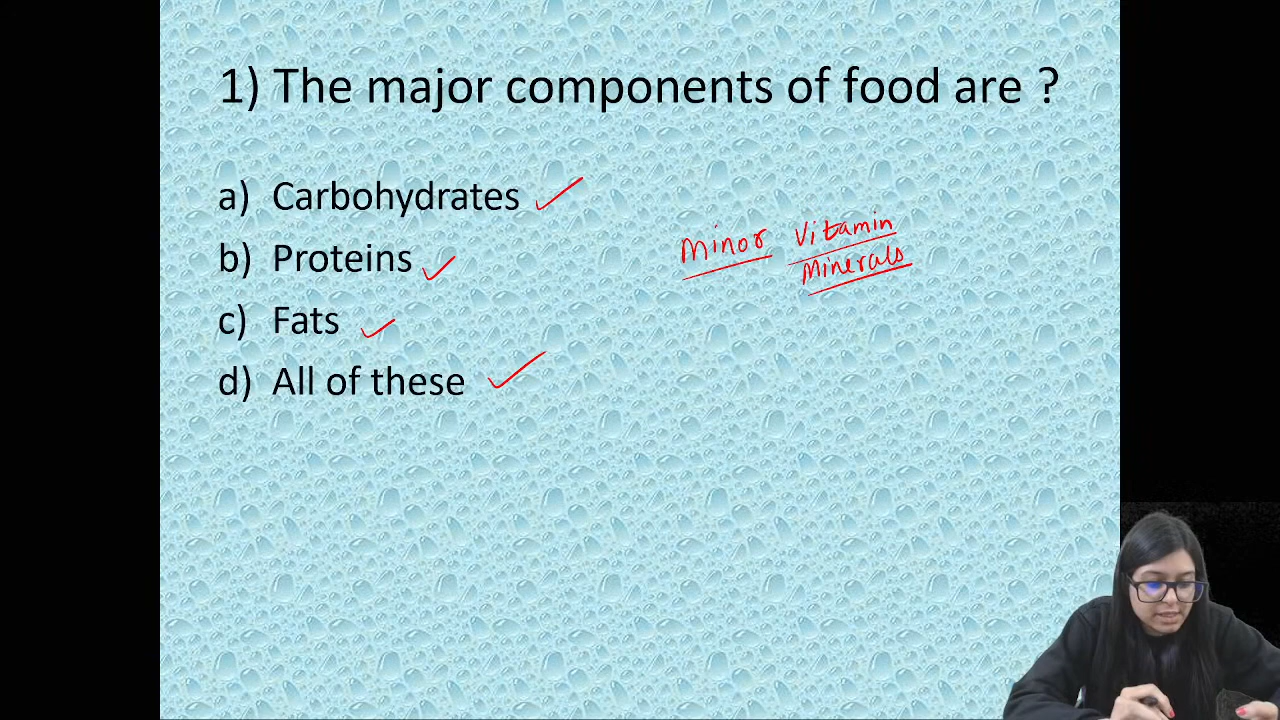 1) The major components of food are ?
a) Carbohydrates
b) Proteins
c) Fats
d) All of these
Minor Vitamin
Minerals